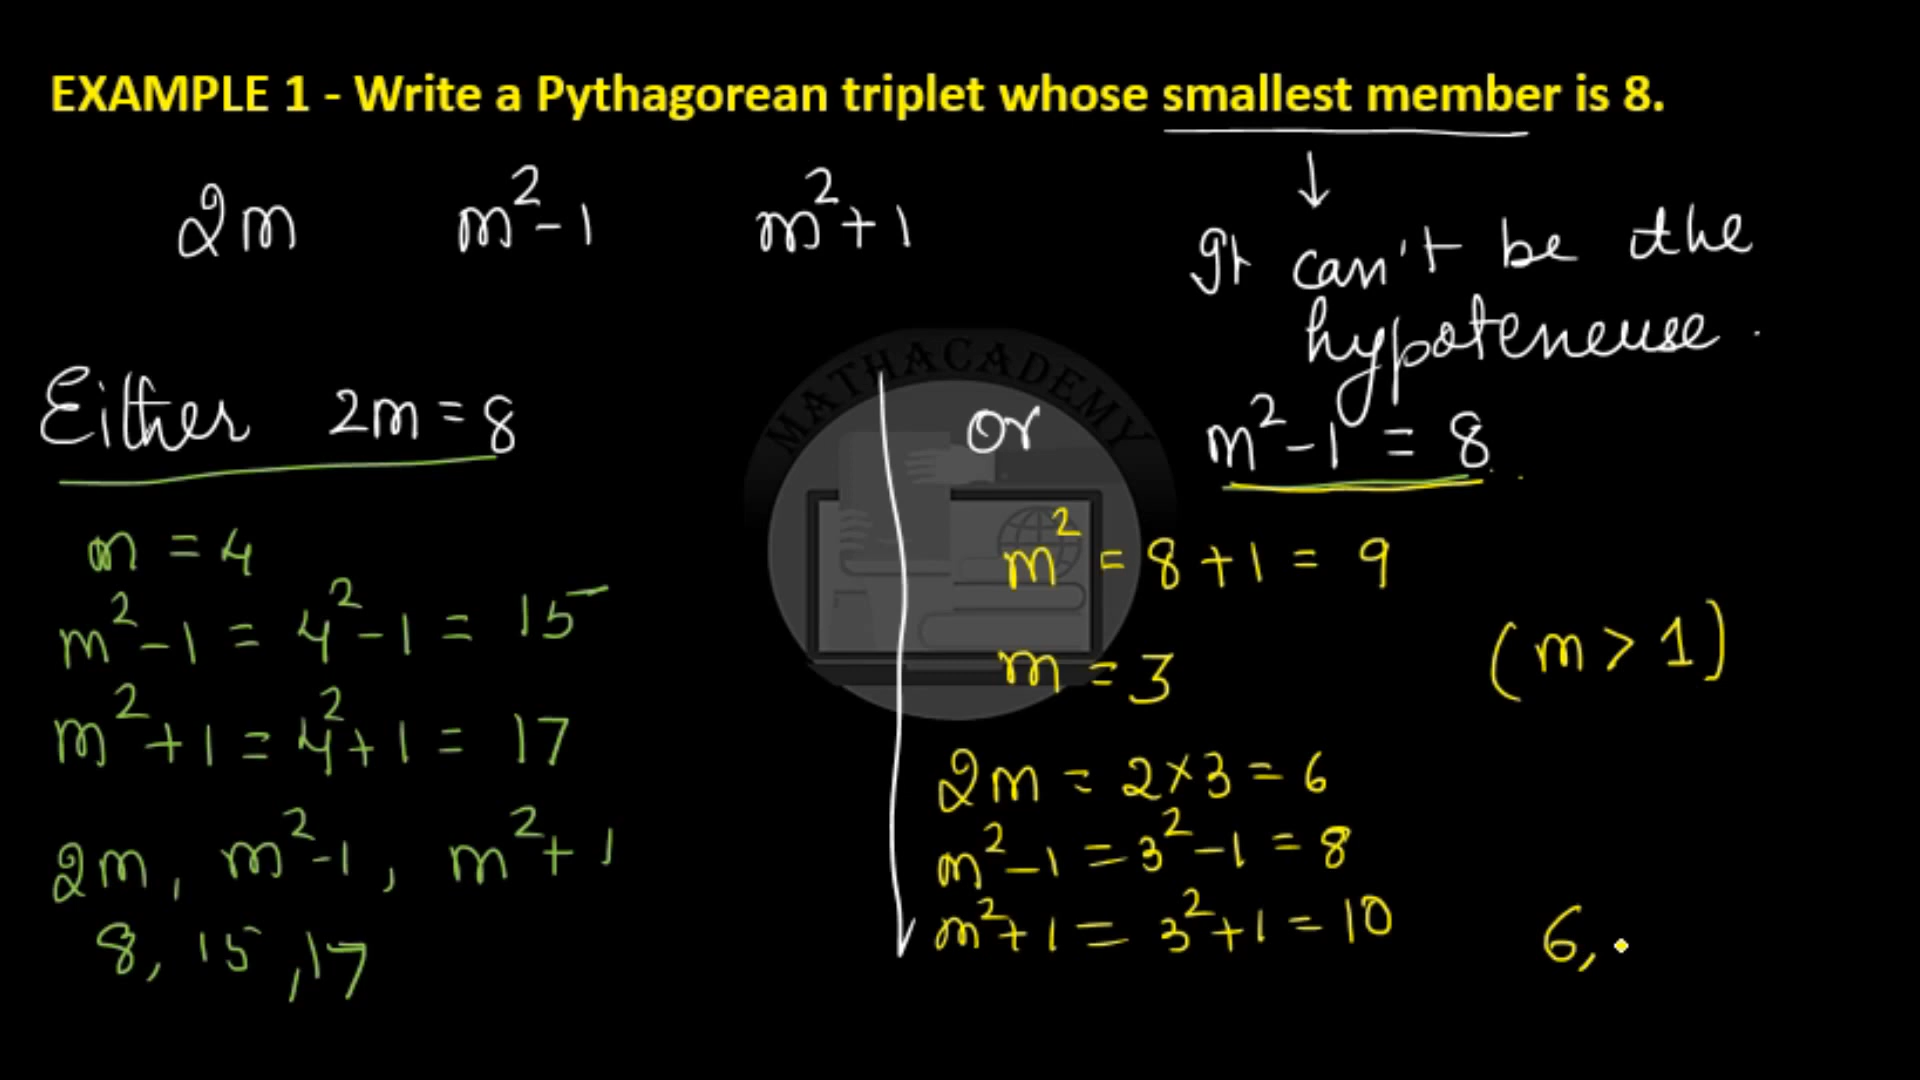 EXAMPLE 1 - Write a Pythagorean triplet whose smallest member is 8.
2m m²-1 m²+1
↓
It can't be the
hypoteneuse.
Either 2m = 8
m = 4
m²-1 = 4²-1 = 15
m²+1 = 4²+1 = 17
2m, m²-1, m²+1
8, 15, 17
or m²-1 = 8
m² = 8+1 = 9
m = 3 (m > 1)
2m = 2×3 = 6
m²-1 = 3²-1 = 8
m²+1 = 3²+1 = 10
6,
MATHACADEMY